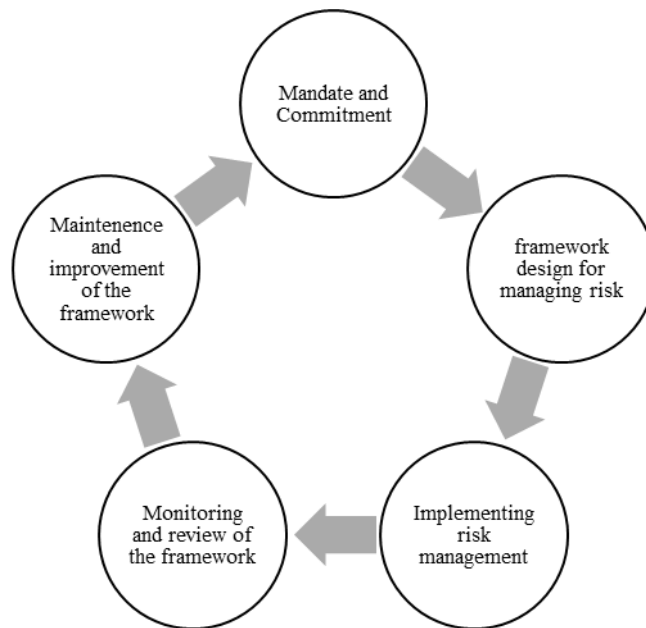 Mandate and
Commitment
framework
design for
managing risk
Implementing
risk
management
Monitoring
and review of
the framework
Maintenence
and
improvement
of the
framework